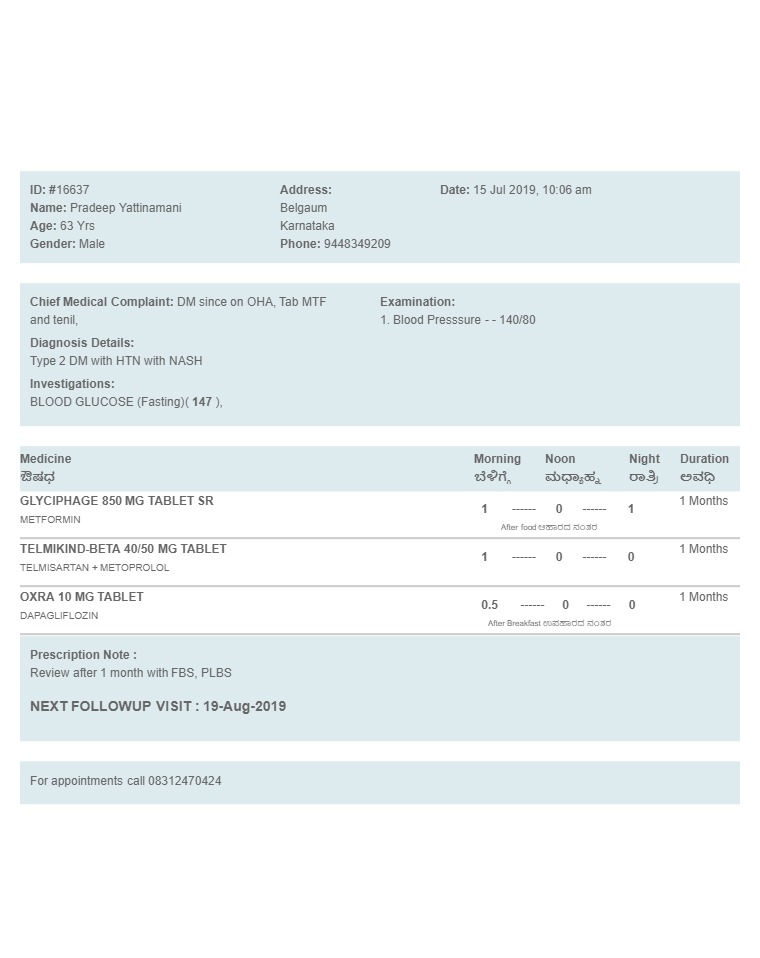 ID: #16637
Name: Pradeep Yattinamani
Age: 63 Yrs
Gender: Male
Address:
Belgaum
Karnataka
Phone: 9448349209
Date: 15 Jul 2019, 10:06 am
Chief Medical Complaint: DM since on OHA, Tab MTF
and tenil,
Diagnosis Details:
Type 2 DM with HTN with NASH
Investigations:
BLOOD GLUCOSE (Fasting)( 147 ),
Examination:
1. Blood Presssure - - 140/80
Medicine Morning Noon Night Duration
ಔಷಧ ಬೆಳಿಗ್ಗೆ ಮಧ್ಯಾಹ್ನ ರಾತ್ರಿ ಅವಧಿ
GLYCIPHAGE 850 MG TABLET SR 1 Months
1 ------ 0 ------ 1
METFORMIN
After food ಆಹಾರದ ನಂತರ
TELMIKIND-BETA 40/50 MG TABLET 1 Months
1 ------ 0 ------ 0
TELMISARTAN + METOPROLOL
OXRA 10 MG TABLET 1 Months
0.5 ------ 0 ------ 0
DAPAGLIFLOZIN
After Breakfast ಉಪಹಾರದ ನಂತರ
Prescription Note :
Review after 1 month with FBS, PLBS
NEXT FOLLOWUP VISIT : 19-Aug-2019
For appointments call 08312470424